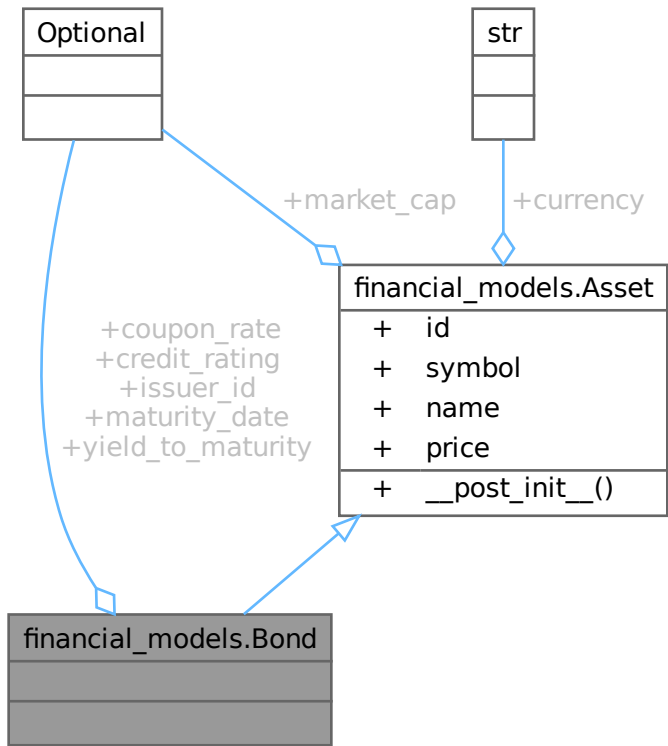 Optional
str
+market_cap
+currency
financial_models.Asset
+ id
+ symbol
+ name
+ price
+ __post_init__()
+coupon_rate
+credit_rating
+issuer_id
+maturity_date
+yield_to_maturity
financial_models.Bond